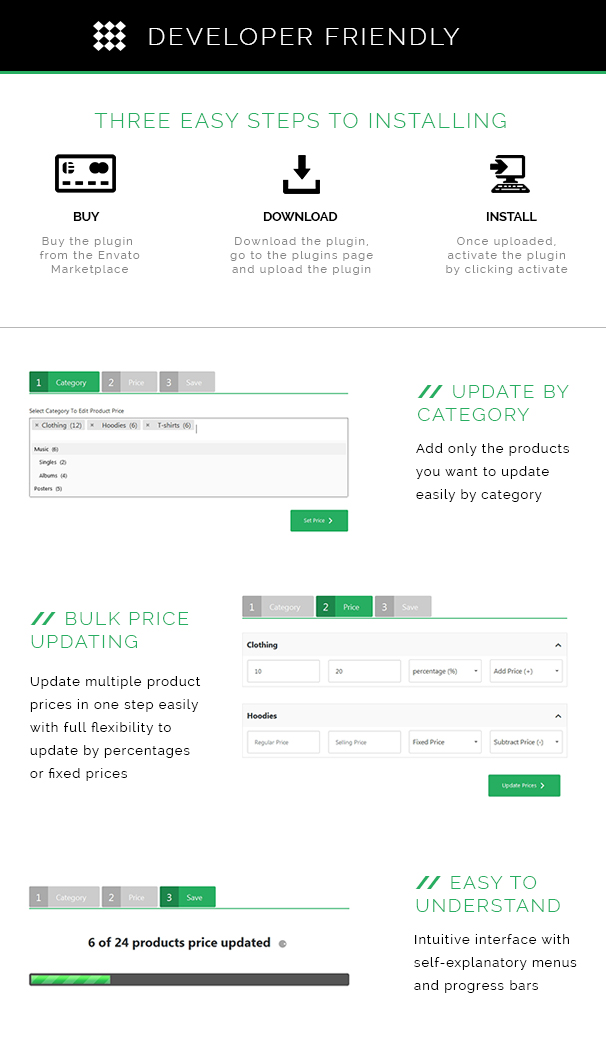 DEVELOPER FRIENDLY
THREE EASY STEPS TO INSTALLING
BUY
Buy the plugin
from the Envato
Marketplace
DOWNLOAD
Download the plugin,
go to the plugins page
and upload the plugin
INSTALL
Once uploaded,
activate the plugin
by clicking activate
1 Category 2 Price 3 Save
Select Category To Edit Product Price
× Clothing (12) × Hoodies (6) × T-shirts (6)
Music (6)
Singles (2)
Albums (4)
Posters (5)
Set Price
// UPDATE BY
CATEGORY
Add only the products
you want to update
easily by category
// BULK PRICE
UPDATING
Update multiple product
prices in one step easily
with full flexibility to
update by percentages
or fixed prices
1 Category 2 Price 3 Save
Clothing
10 20 percentage (%) Add Price (+)
Hoodies
Regular Price Selling Price Fixed Price Subtract Price (-)
Update Prices
1 Category 2 Price 3 Save
6 of 24 products price updated
// EASY TO
UNDERSTAND
Intuitive interface with
self-explanatory menus
and progress bars